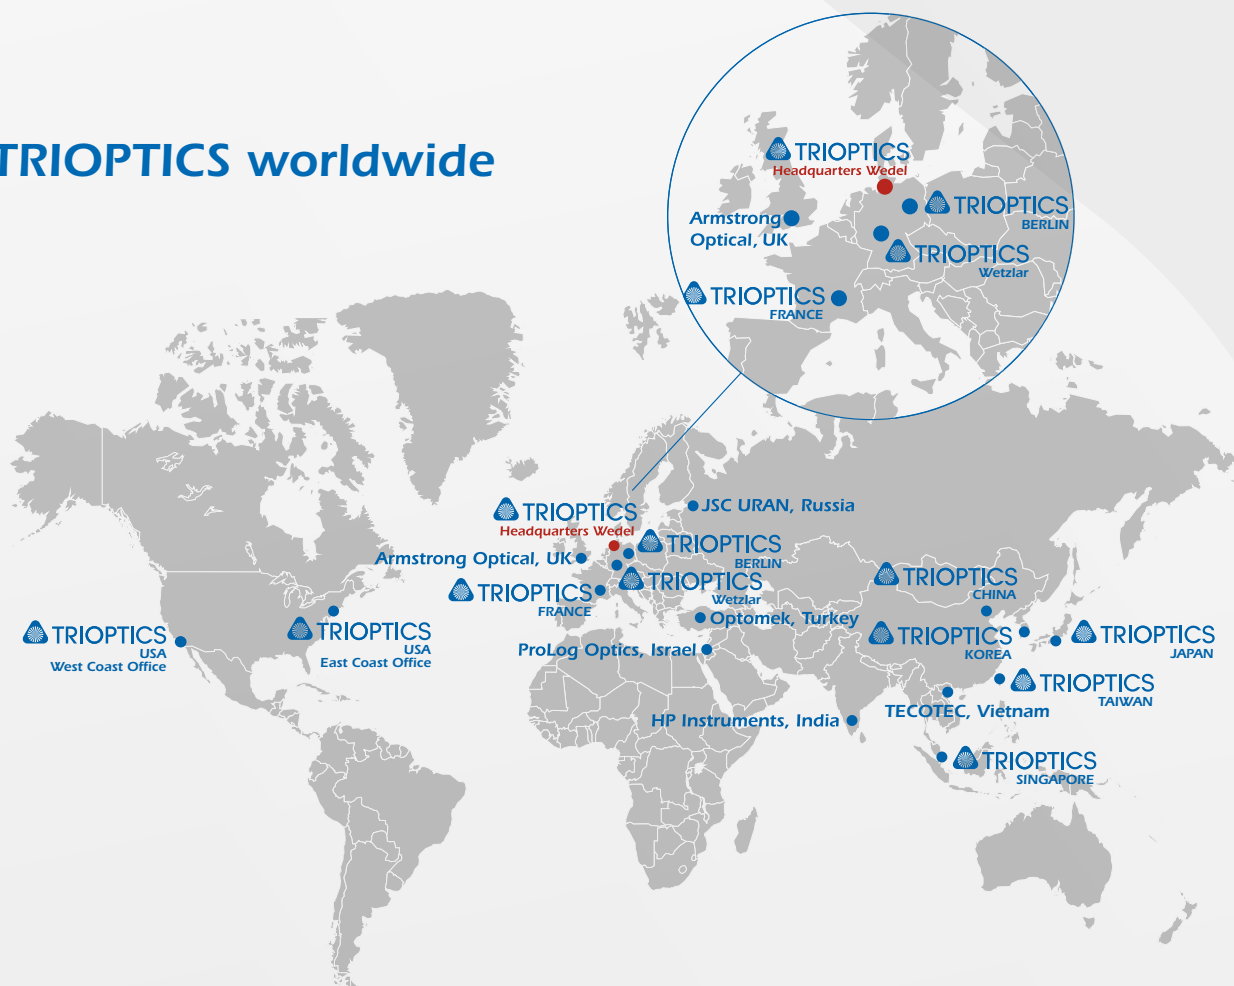 TRIOPTICS worldwide
TRIOPTICS
Headquarters Wedel
Armstrong
Optical, UK
TRIOPTICS
BERLIN
TRIOPTICS
Wetzlar
TRIOPTICS
FRANCE
TRIOPTICS
Headquarters Wedel
JSC URAN, Russia
Armstrong Optical, UK
TRIOPTICS
BERLIN
TRIOPTICS
Wetzlar
TRIOPTICS
FRANCE
TRIOPTICS
CHINA
Optomek, Turkey
TRIOPTICS
USA
West Coast Office
TRIOPTICS
USA
East Coast Office
ProLog Optics, Israel
TRIOPTICS
KOREA
TRIOPTICS
JAPAN
TRIOPTICS
TAIWAN
HP Instruments, India
TECOTEC, Vietnam
TRIOPTICS
SINGAPORE